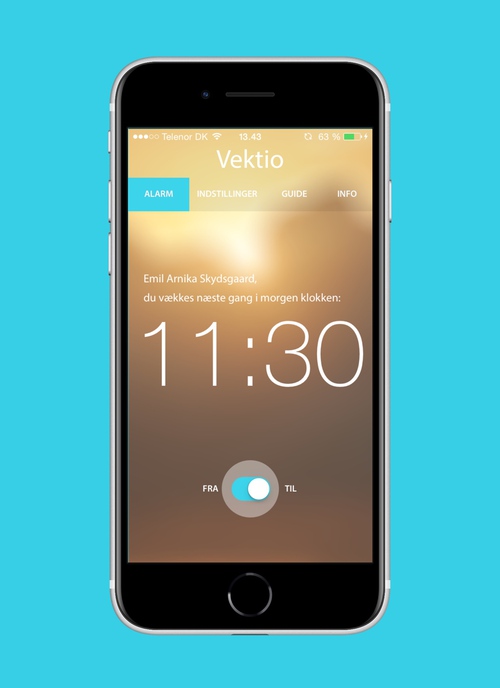 Telenor DK 13.43 63 %
Vektio
ALARM INDSTILLINGER GUIDE INFO
Emil Arnika Skydsgaard,
du vækkes næste gang i morgen klokken:
11:30
FRA TIL